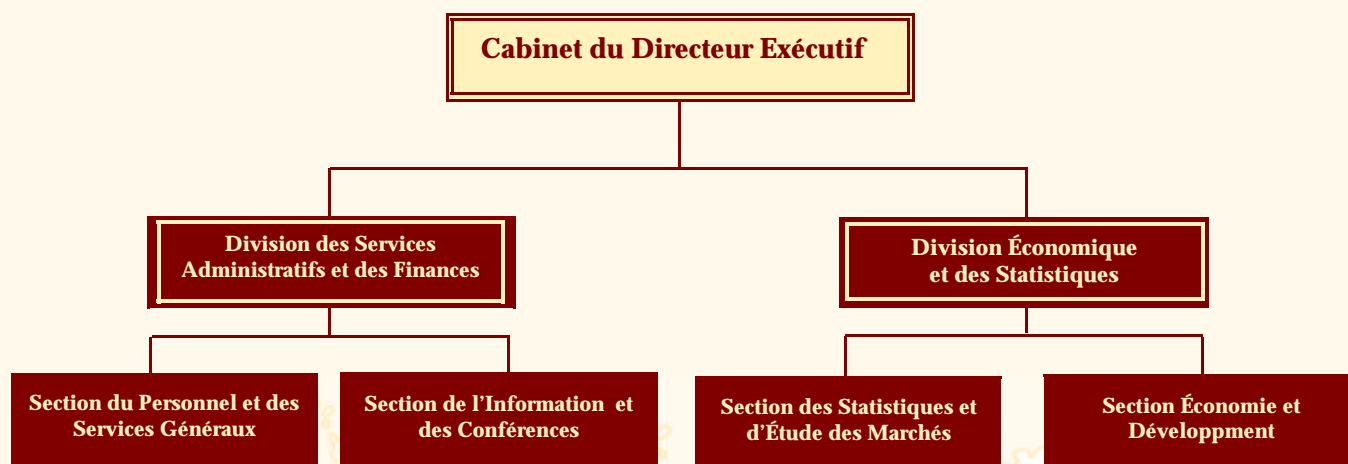 Cabinet du Directeur Exécutif
Division des Services
Administratifs et des Finances
Division Économique
et des Statistiques
Section du Personnel et des
Services Généraux
Section de l’Information et
des Conférences
Section des Statistiques et
d’Étude des Marchés
Section Économie et
Développment